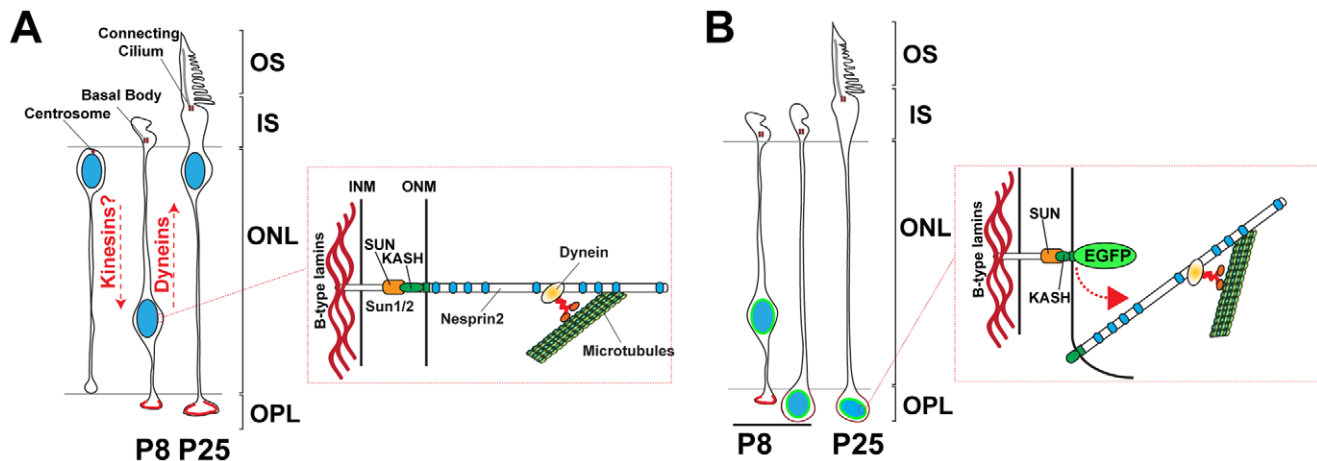 A
Connecting
Cilium
Basal Body
Centrosome
Kinesins?
Dyneins
OS
IS
ONL
OPL
P8 P25
INM
ONM
B-type lamins
SUN
KASH
Sun1/2
Nesprin2
Dynein
Microtubules
B
OS
IS
ONL
OPL
P8
P25
B-type lamins
SUN
KASH
EGFP